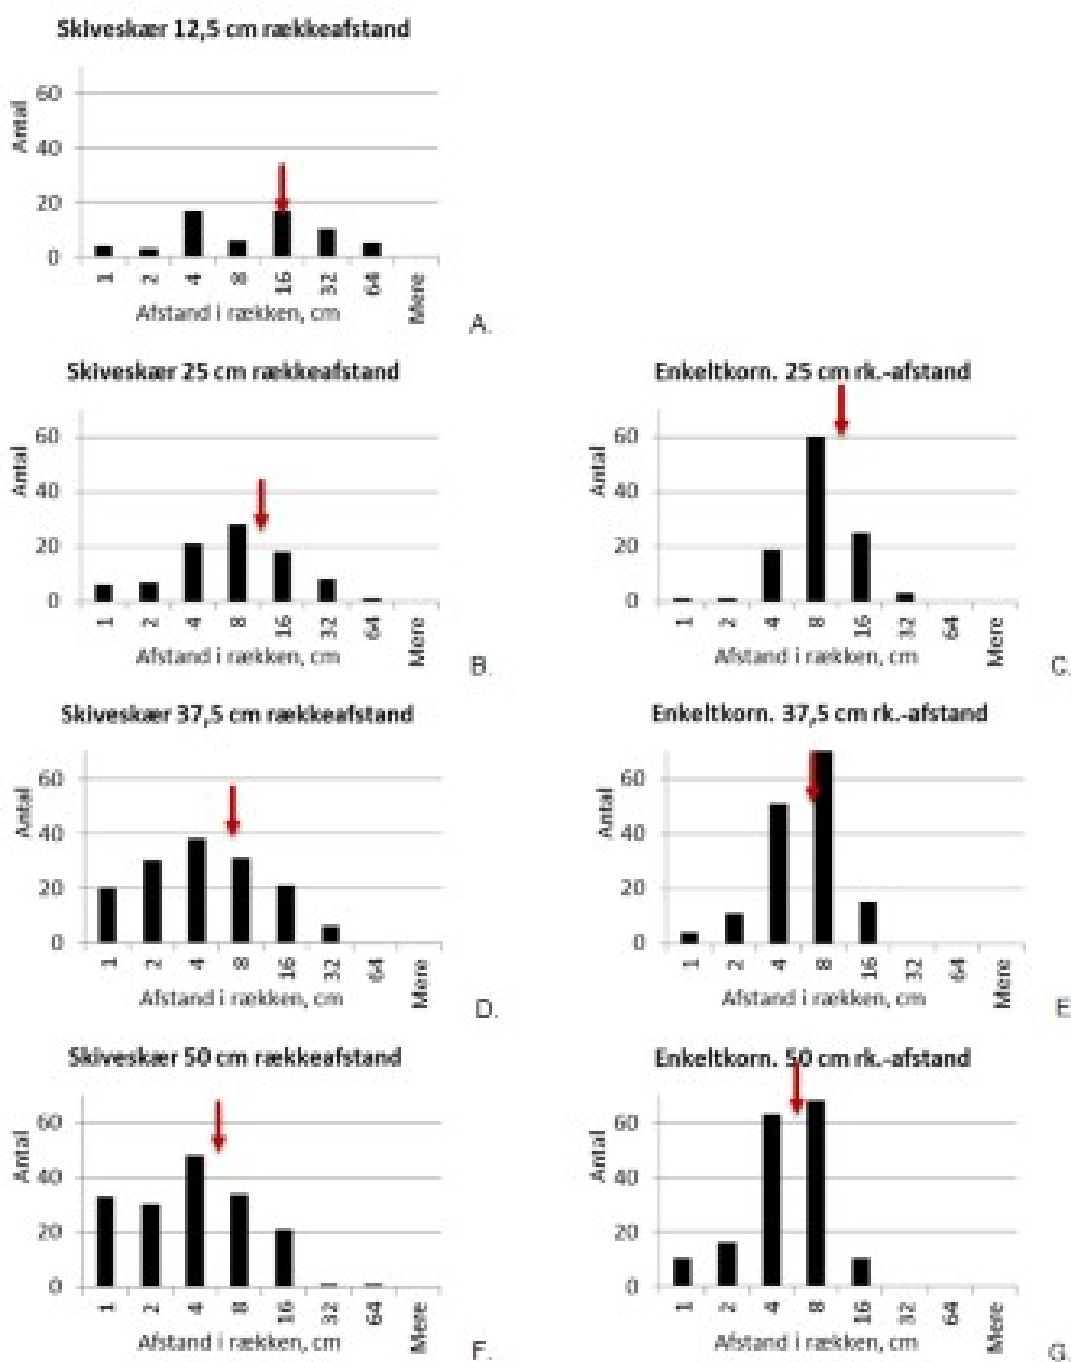 Skiveskær 12,5 cm rækkeafstand
Antal
60
40
20
0
1 2 4 8 16 32 64 Mere
Afstand i rækken, cm
A.
Skiveskær 25 cm rækkeafstand
Antal
60
40
20
0
1 2 4 8 16 32 64 Mere
Afstand i rækken, cm
B.
Enkeltkorn. 25 cm rk.-afstand
Antal
60
40
20
0
1 2 4 8 16 32 64 Mere
Afstand i rækken, cm
C.
Skiveskær 37,5 cm rækkeafstand
Antal
60
40
20
0
1 2 4 8 16 32 64 Mere
Afstand i rækken, cm
D.
Enkeltkorn. 37,5 cm rk.-afstand
Antal
60
40
20
0
1 2 4 8 16 32 64 Mere
Afstand i rækken, cm
E
Skiveskær 50 cm rækkeafstand
Antal
60
40
20
0
1 2 4 8 16 32 64 Mere
Afstand i rækken, cm
F.
Enkeltkorn. 50 cm rk.-afstand
Antal
60
40
20
0
1 2 4 8 16 32 64 Mere
Afstand i rækken, cm
G.